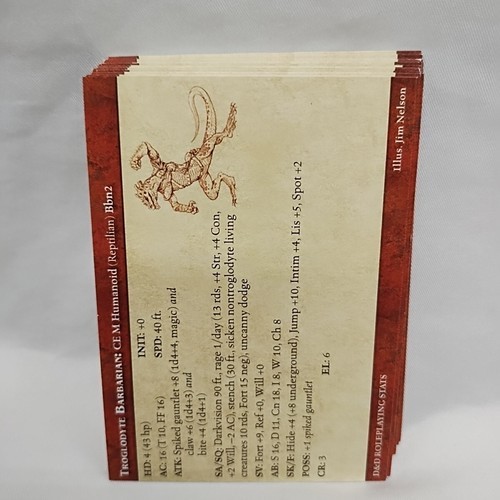 TROGLODYTE BARBARIAN: CE M Humanoid (Reptilian) Bbn2
HD: 4 (43 hp) INIT: +0
AC: 16 (T 10, FF 16) SPD: 40 ft.
ATK: Spiked gauntlet +8 (1d4+4, magic) and
claw +6 (1d4+3) and
bite +4 (1d4+1)
SA/SQ: Darkvision 90 ft., rage 1/day (13 rds, +4 Str, +4 Con,
+2 Will, –2 AC), stench (30 ft., sicken nontroglodyte living
creatures 10 rds, Fort 15 neg), uncanny dodge
SV: Fort +9, Ref +0, Will +0
AB: S 16, D 11, Cn 18, I 8, W 10, Ch 8
SK/F: Hide +4 (+8 underground), Jump +10, Intim +4, Lis +5, Spot +2
POSS: +1 spiked gauntlet
CR: 3 EL: 6
D&D ROLEPLAYING STATS Illus. Jim Nelson